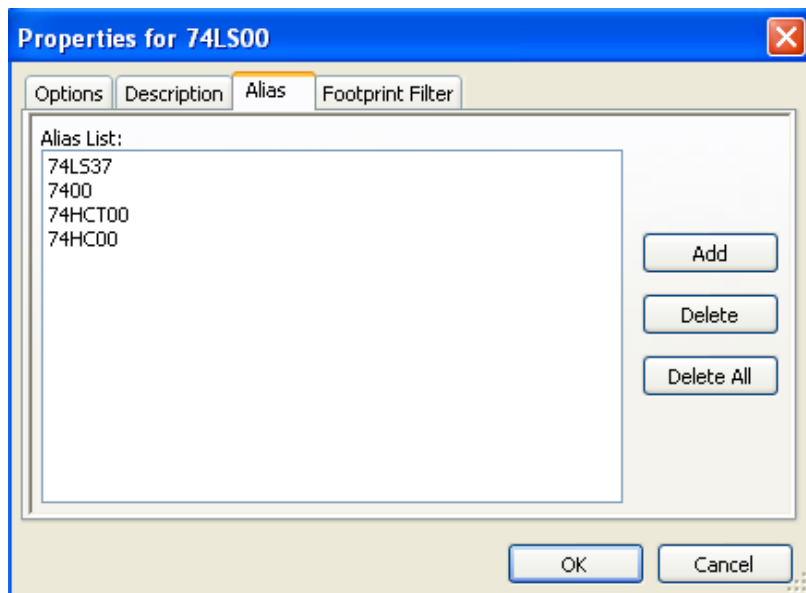 Properties for 74LS00
Options Description Alias Footprint Filter
Alias List:
74LS37
7400
74HCT00
74HC00
Add
Delete
Delete All
OK Cancel